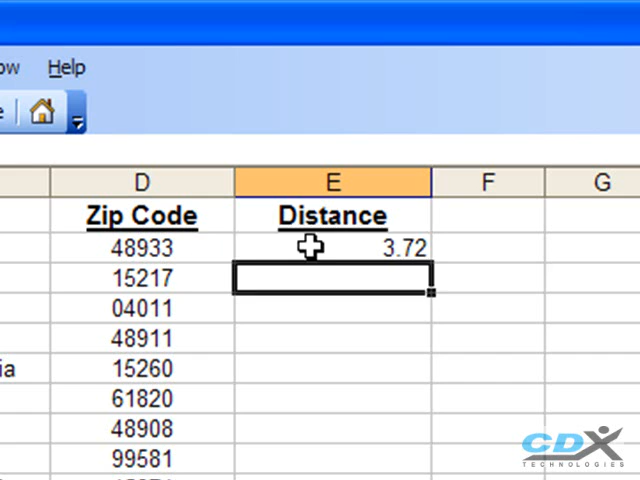 ow Help
e
D E F G
Zip Code Distance
48933 3.72
15217
04011
48911
ia 15260
61820
48908
99581
CDX
TECHNOLOGIES